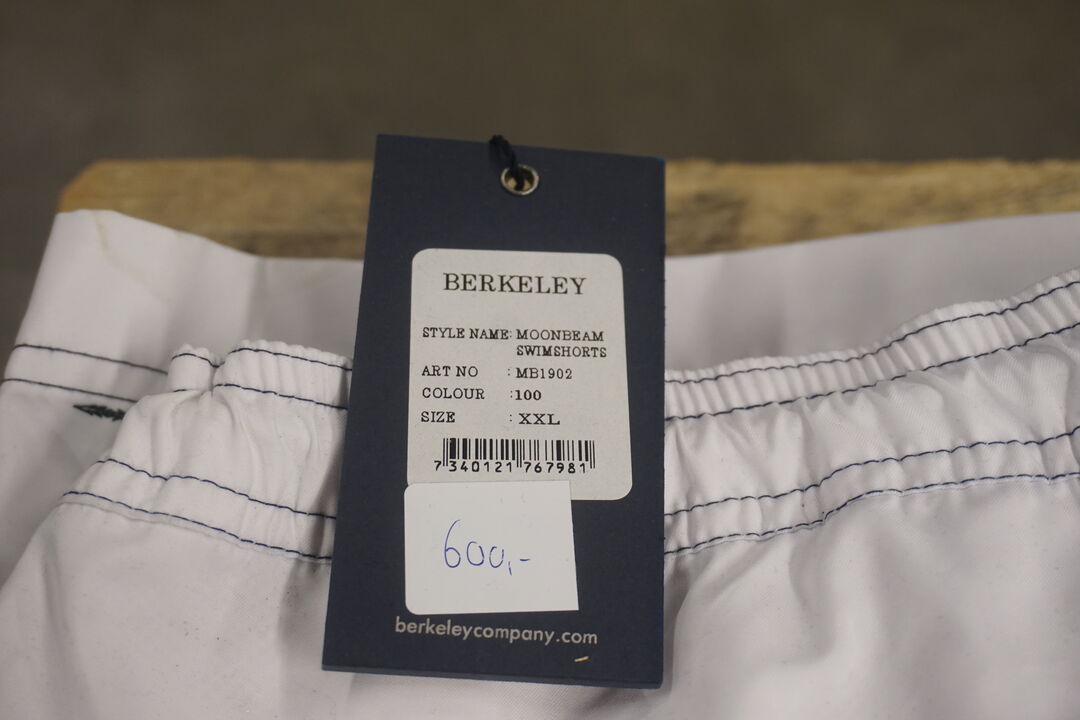 BERKELEY
STYLE NAME: MOONBEAM
SWIMSHORTS
ART NO : MB1902
COLOUR : 100
SIZE : XXL
7 340121 767981
600,-
berkeleycompany.com